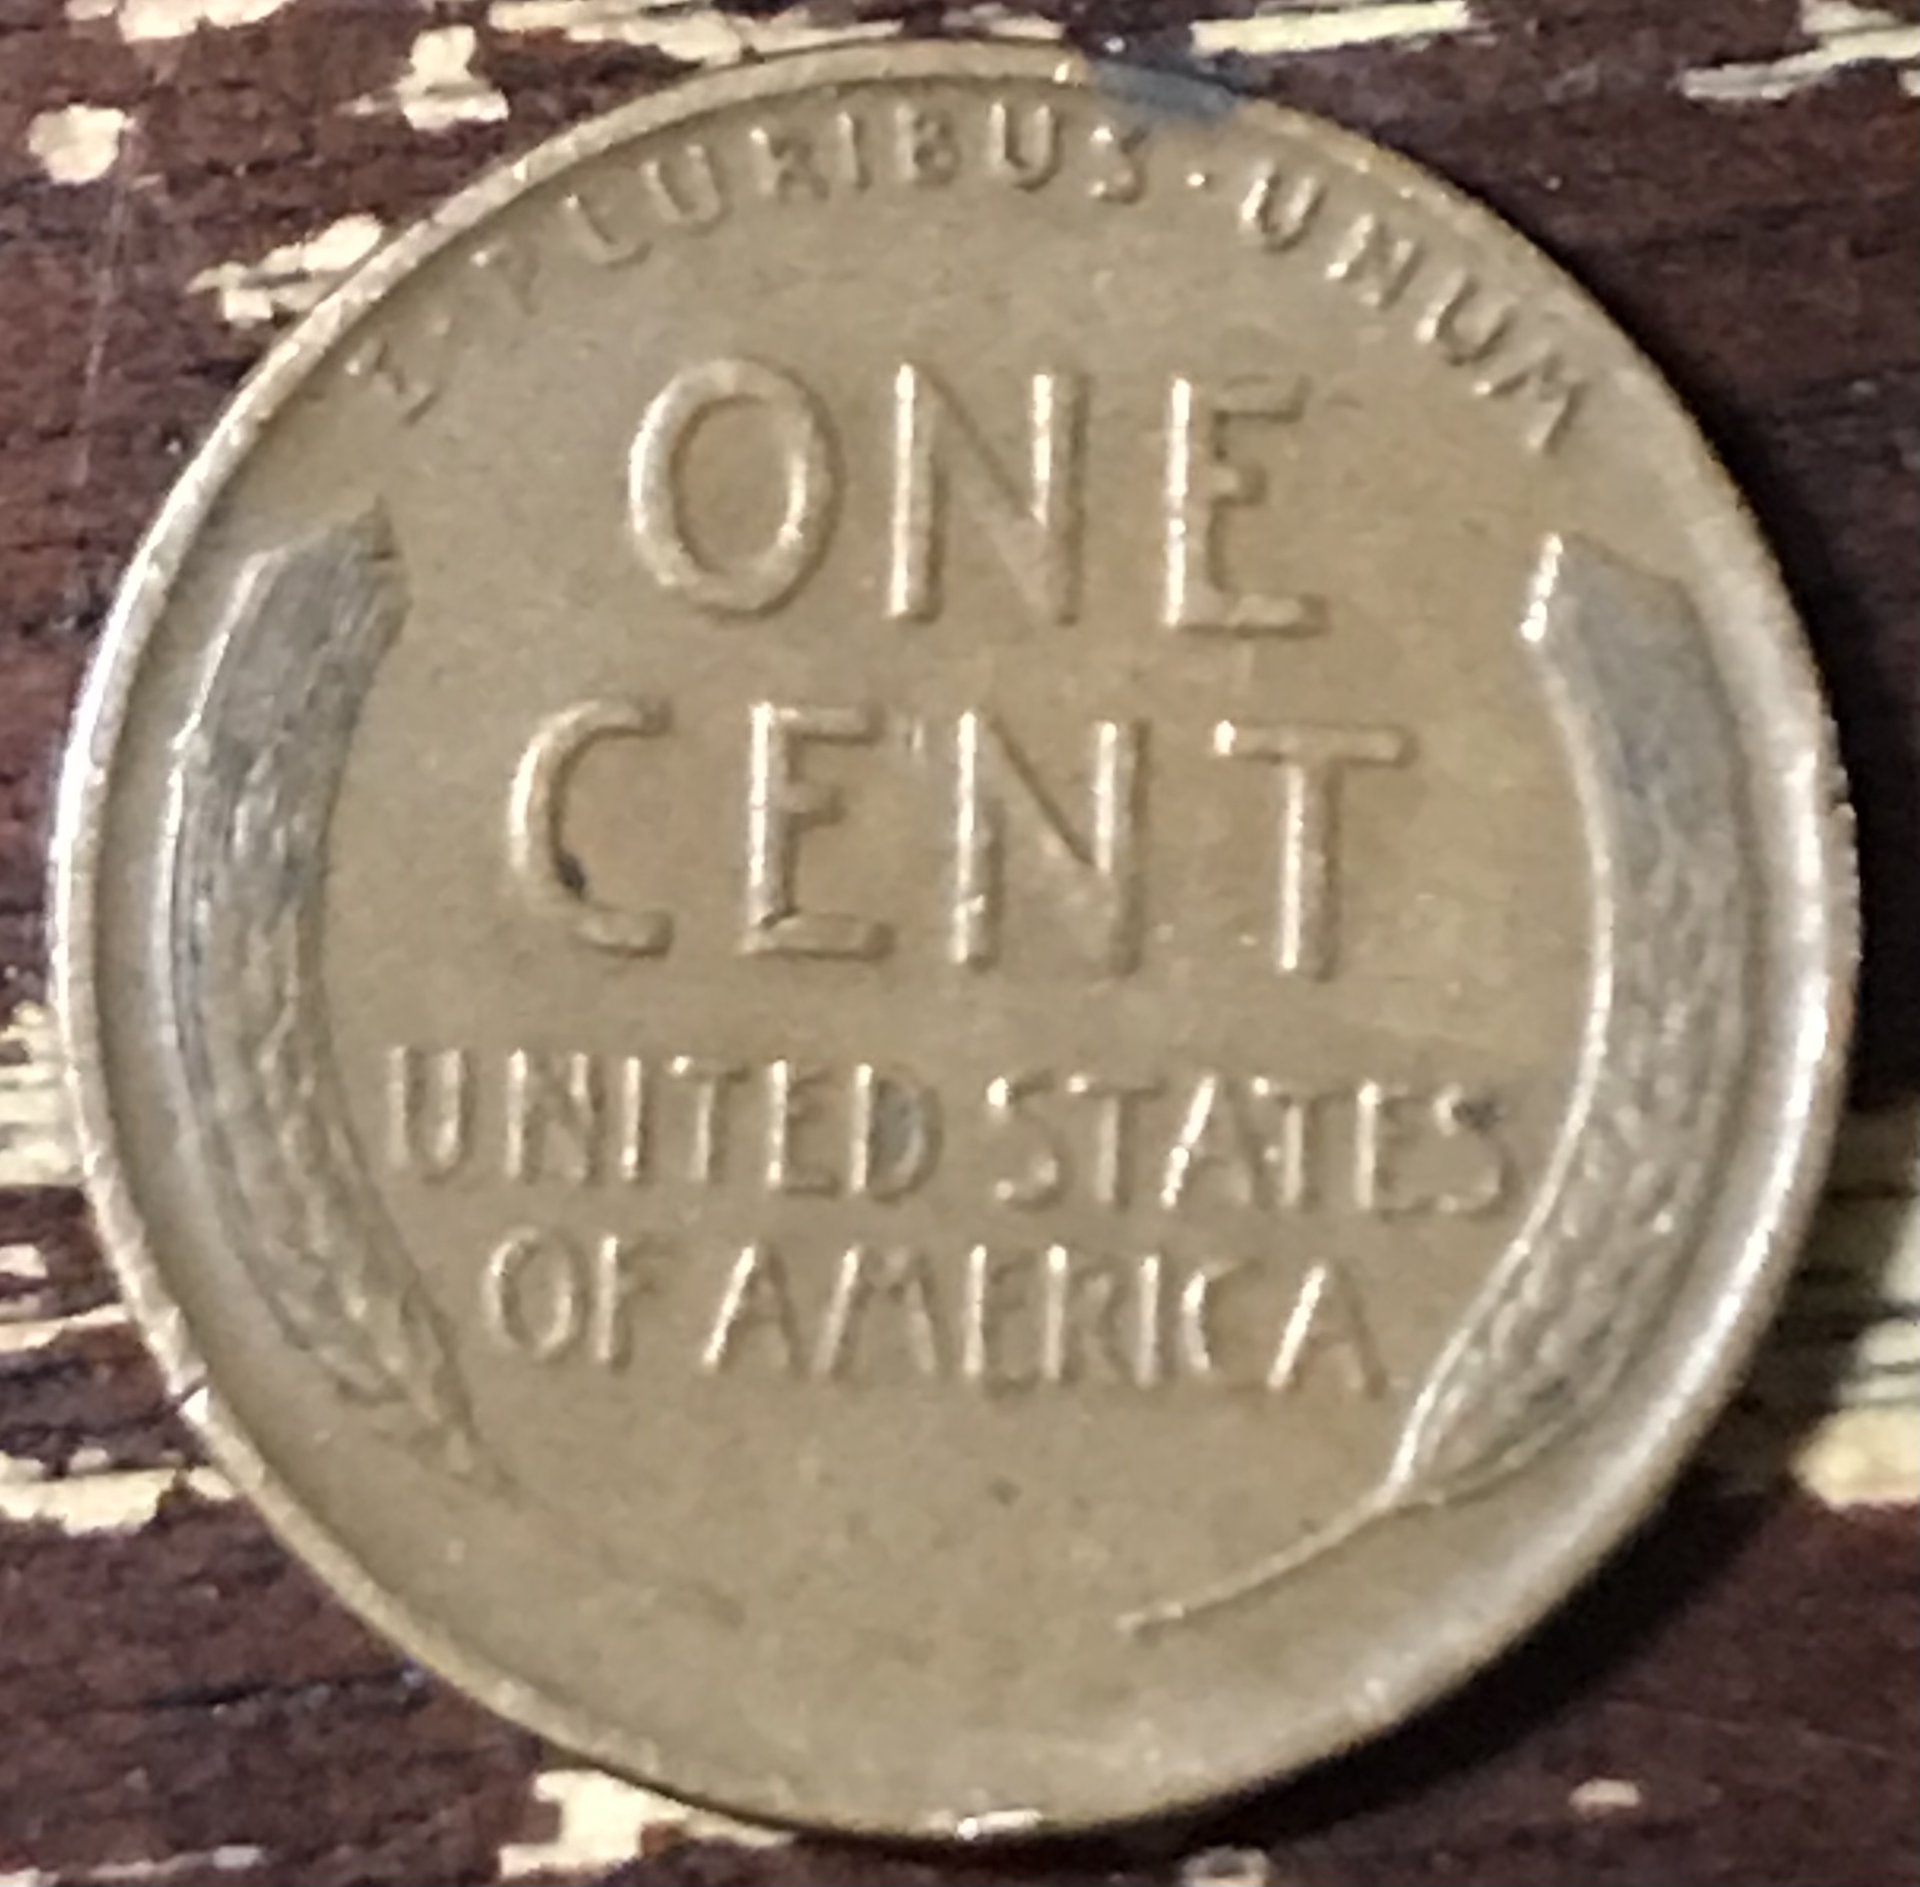 E·PLURIBUS·UNUM
ONE
CENT
UNITED STATES
OF AMERICA